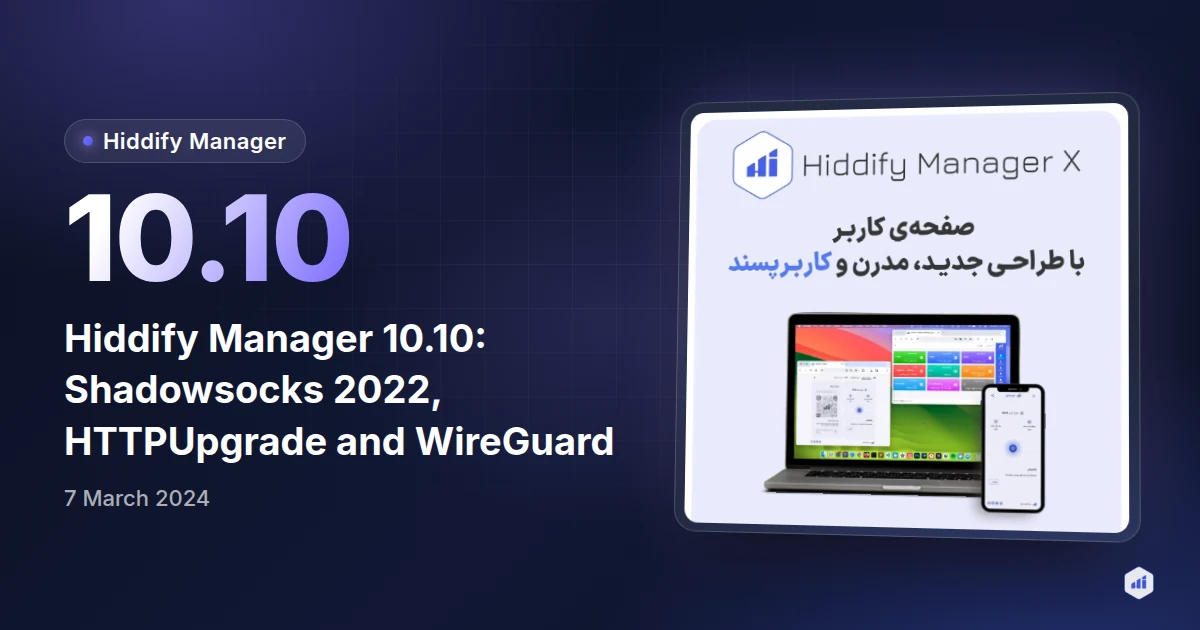 Hiddify Manager
10.10
Hiddify Manager 10.10:
Shadowsocks 2022,
HTTPUpgrade and WireGuard
7 March 2024
Hiddify Manager X
صفحه‌ی کاربر
با طراحی جدید، مدرن و کاربرپسند